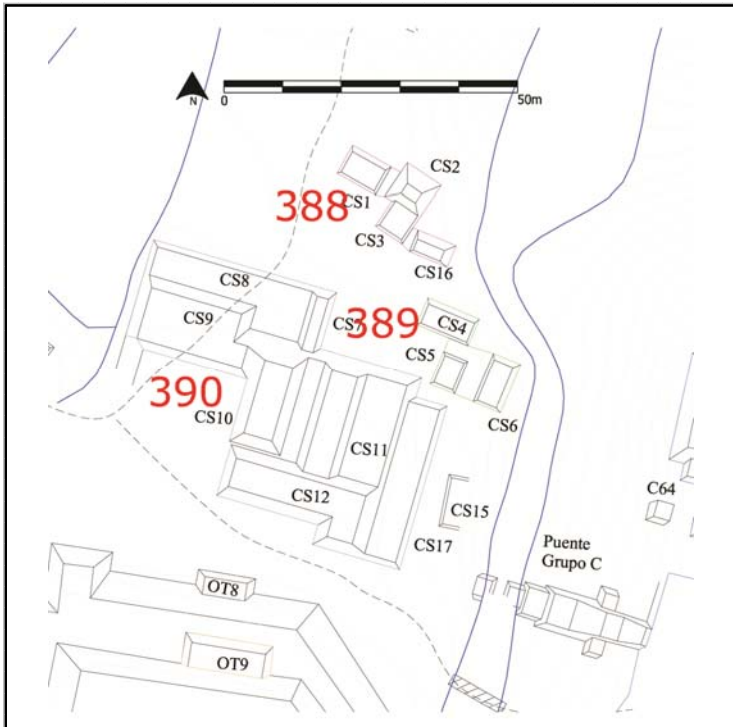 N
0
50m
CS2
CS1
388
CS3
CS16
CS8
CS7
389
CS4
CS9
CS5
390
CS10
CS6
CS11
CS12
C64
CS15
CS17
Puente
Grupo C
OT8
OT9